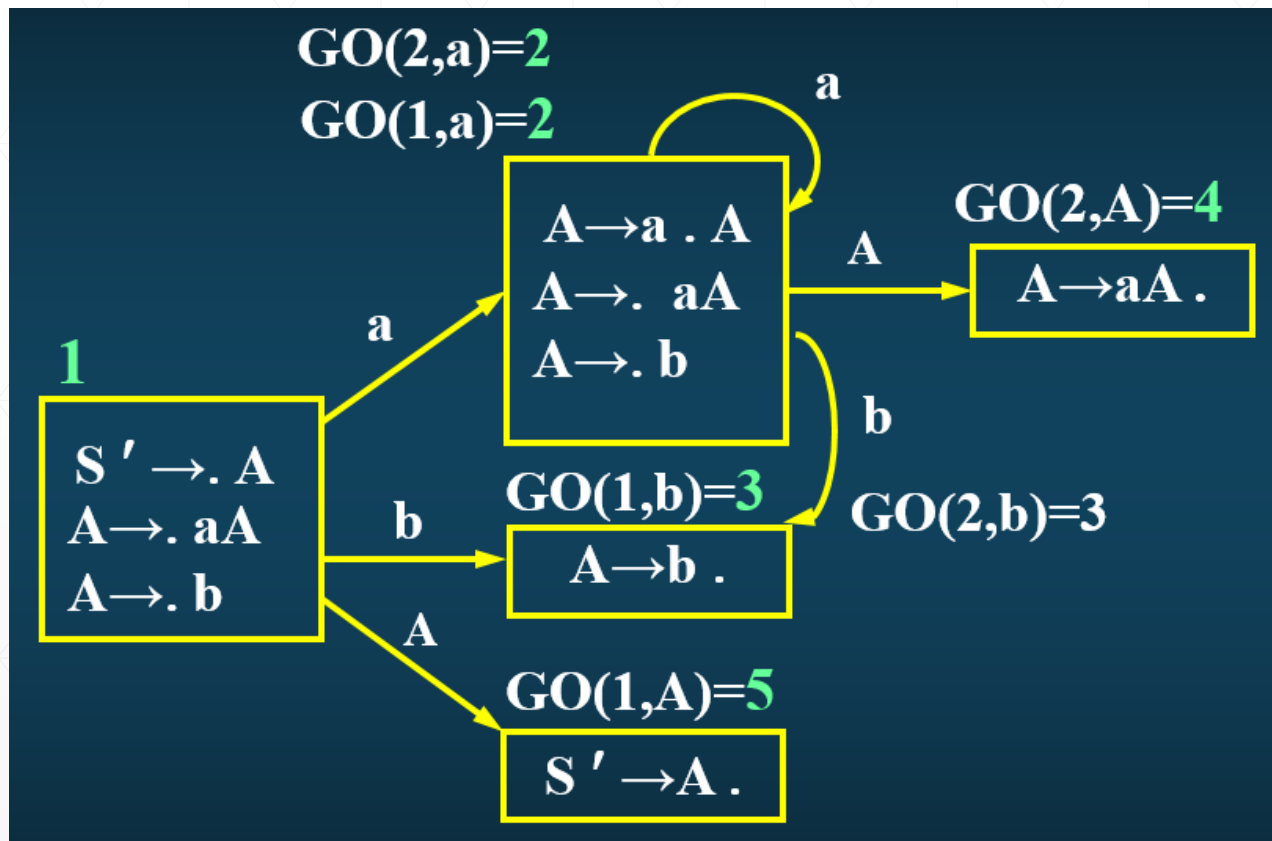 GO(2,a)=2
GO(1,a)=2
a
A→a . A
A→. aA
A→. b
GO(2,A)=4
A
A→aA .
a
1
S ′ →. A
A→. aA
A→. b
b
GO(1,b)=3
GO(2,b)=3
b
A→b .
A
GO(1,A)=5
S ′ →A .